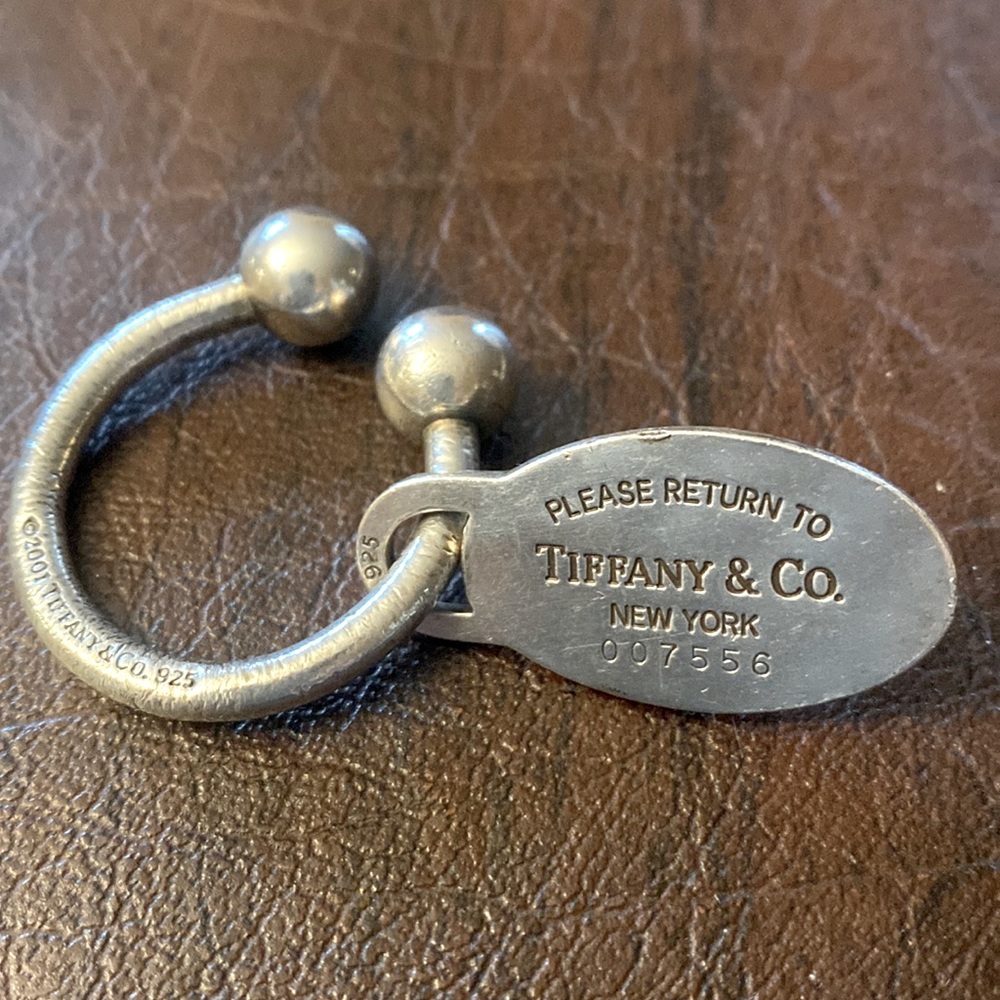 PLEASE RETURN TO
TIFFANY & CO.
NEW YORK
007556
925
©2001 TIFFANY & CO. 925